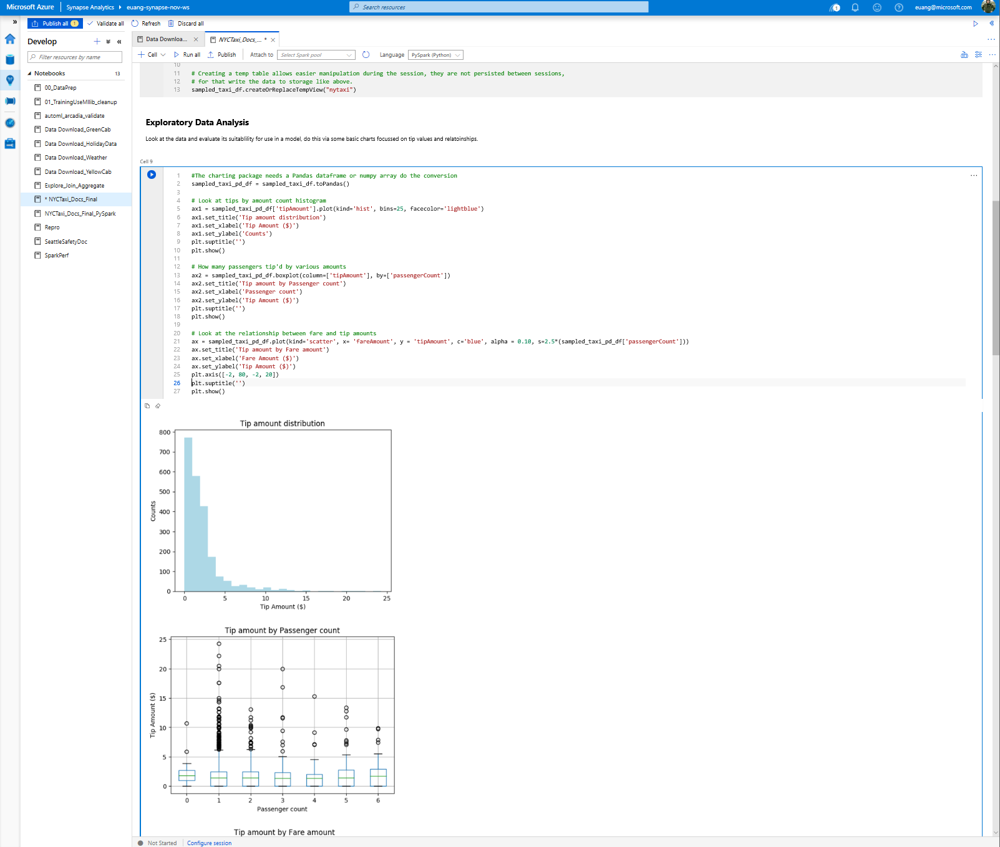 Microsoft Azure
Synapse Analytics
euang-synapse-nov-ws
Search resources
1
euang@microsoft.com
Publish all 1
Validate all
Refresh
Discard all
Develop
Filter resources by name
Notebooks 13
00_DataPrep
01_TrainingUseMllib_cleanup
automl_arcadia_validate
Data Download_GreenCab
Data Download_HolidayData
Data Download_Weather
Data Download_YellowCab
Explore_Join_Aggregate
* NYCTaxi_Docs_Final
NYCTaxi_Docs_Final_PySpark
Repro
SeattleSafetyDoc
SparkPerf
Data Downloa...
NYCTaxi_Docs_... *
Cell
Run all
Publish
Attach to
Select Spark pool
Language
PySpark (Python)
10
11 # Creating a temp table allows easier manipulation during the session, they are not persisted between sessions,
12 # for that write the data to storage like above.
13 sampled_taxi_df.createOrReplaceTempView("nytaxi")
Exploratory Data Analysis
Look at the data and evaluate its suitablility for use in a model, do this via some basic charts focussed on tip values and relatoinships.
Cell 9
1 #The charting package needs a Pandas dataframe or numpy array do the conversion
2 sampled_taxi_pd_df = sampled_taxi_df.toPandas()
3
4 # Look at tips by amount count histogram
5 ax1 = sampled_taxi_pd_df['tipAmount'].plot(kind='hist', bins=25, facecolor='lightblue')
6 ax1.set_title('Tip amount distribution')
7 ax1.set_xlabel('Tip Amount ($)')
8 ax1.set_ylabel('Counts')
9 plt.suptitle('')
10 plt.show()
11
12 # How many passengers tip'd by various amounts
13 ax2 = sampled_taxi_pd_df.boxplot(column=['tipAmount'], by=['passengerCount'])
14 ax2.set_title('Tip amount by Passenger count')
15 ax2.set_xlabel('Passenger count')
16 ax2.set_ylabel('Tip Amount ($)')
17 plt.suptitle('')
18 plt.show()
19
20 # Look at the relationship between fare and tip amounts
21 ax = sampled_taxi_pd_df.plot(kind='scatter', x= 'fareAmount', y = 'tipAmount', c='blue', alpha = 0.10, s=2.5*(sampled_taxi_pd_df['passengerCount']))
22 ax.set_title('Tip amount by Fare amount')
23 ax.set_xlabel('Fare Amount ($)')
24 ax.set_ylabel('Tip Amount ($)')
25 plt.axis([-2, 80, -2, 20])
26 plt.suptitle('')
27 plt.show()
Tip amount distribution
800
700
600
500
400
300
200
100
0
Counts
0 5 10 15 20 25
Tip Amount ($)
Tip amount by Passenger count
25
20
15
10
5
0
Tip Amount ($)
0 1 2 3 4 5 6
Passenger count
Tip amount by Fare amount
Not Started
Configure session